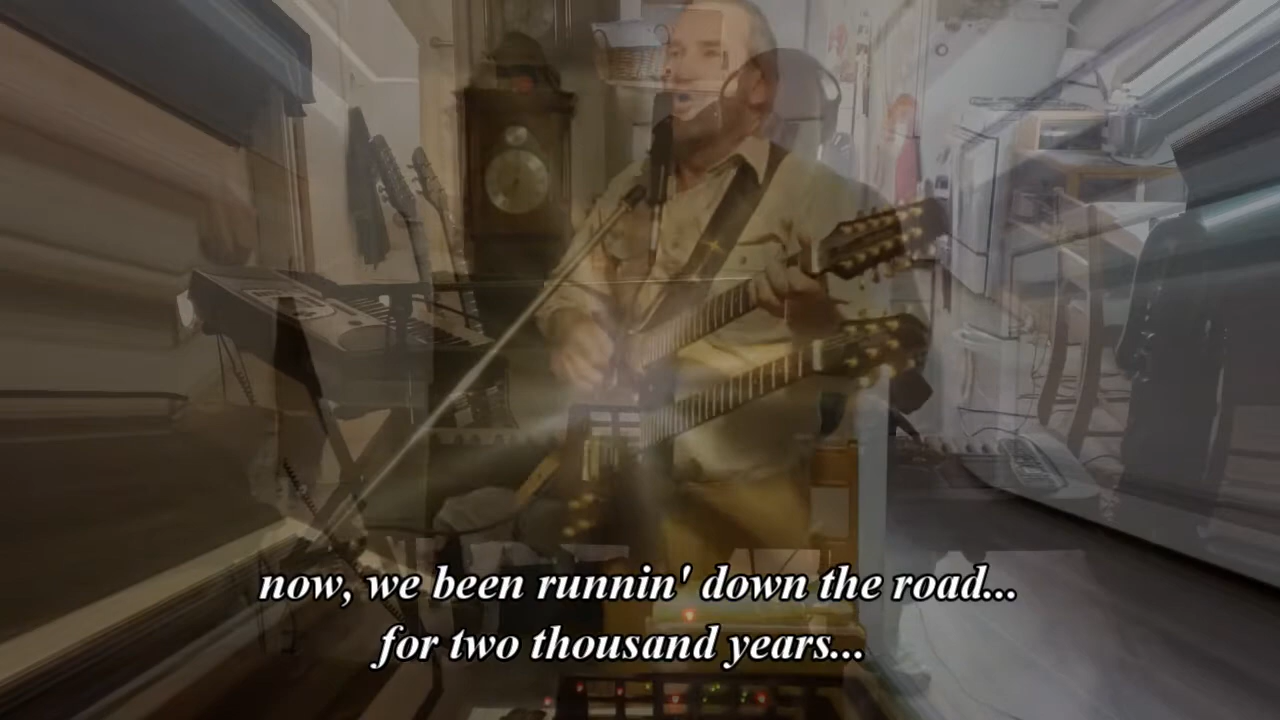 now, we been runnin' down the road...
for two thousand years...